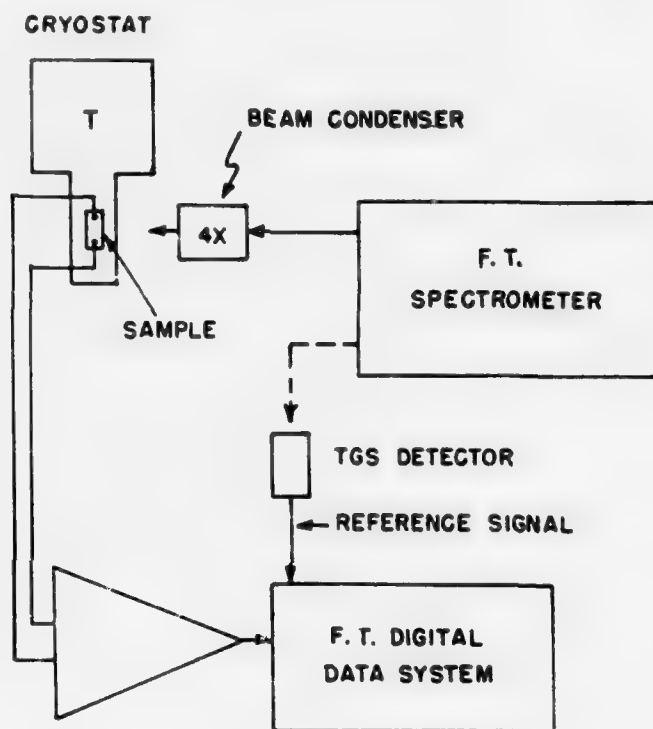 CRYOSTAT
T
BEAM CONDENSER
4X
F. T.
SPECTROMETER
SAMPLE
TGS DETECTOR
REFERENCE SIGNAL
F. T. DIGITAL
DATA SYSTEM